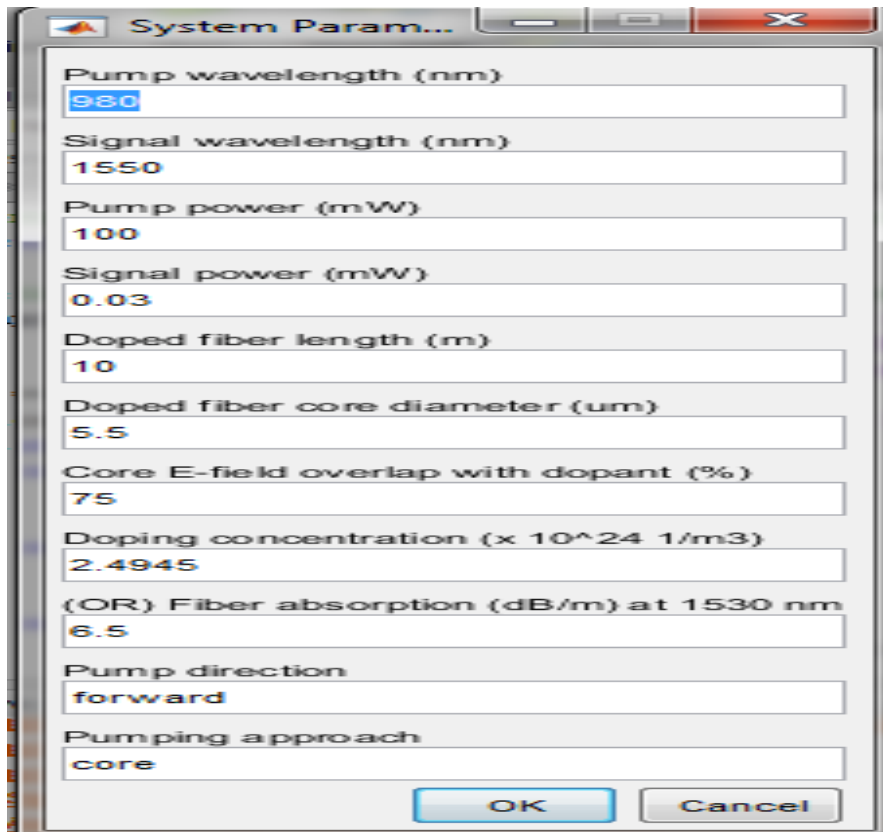 System Param...
Pump wavelength (nm)
980
Signal wavelength (nm)
1550
Pump power (mW)
100
Signal power (mW)
0.03
Doped fiber length (m)
10
Doped fiber core diameter (um)
5.5
Core E-field overlap with dopant (%)
75
Doping concentration (x 10^24 1/m3)
2.4945
(OR) Fiber absorption (dB/m) at 1530 nm
6.5
Pump direction
forward
Pumping approach
core
OK Cancel